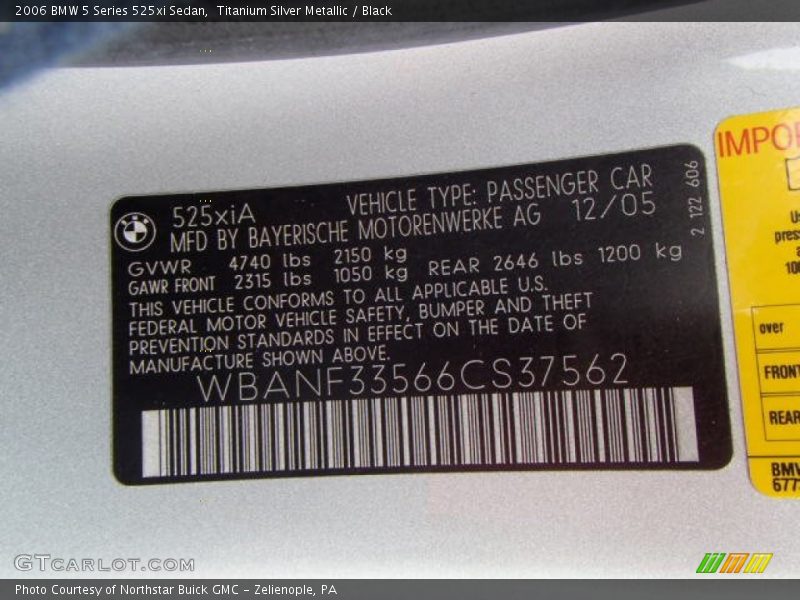 2006 BMW 5 Series 525xi Sedan,  Titanium Silver Metallic / Black
525xiA VEHICLE TYPE: PASSENGER CAR
MFD BY BAYERISCHE MOTORENWERKE AG 12/05
GVWR 4740 lbs 2150 kg
GAWR FRONT 2315 lbs 1050 kg REAR 2646 lbs 1200 kg
THIS VEHICLE CONFORMS TO ALL APPLICABLE U.S.
FEDERAL MOTOR VEHICLE SAFETY, BUMPER AND THEFT
PREVENTION STANDARDS IN EFFECT ON THE DATE OF
MANUFACTURE SHOWN ABOVE.
WBANF33566CS37562
2 122 606
IMPOR
over
FRONT
REAR
BMW
GTCARLOT.COM
Photo Courtesy of Northstar Buick GMC - Zelienople, PA